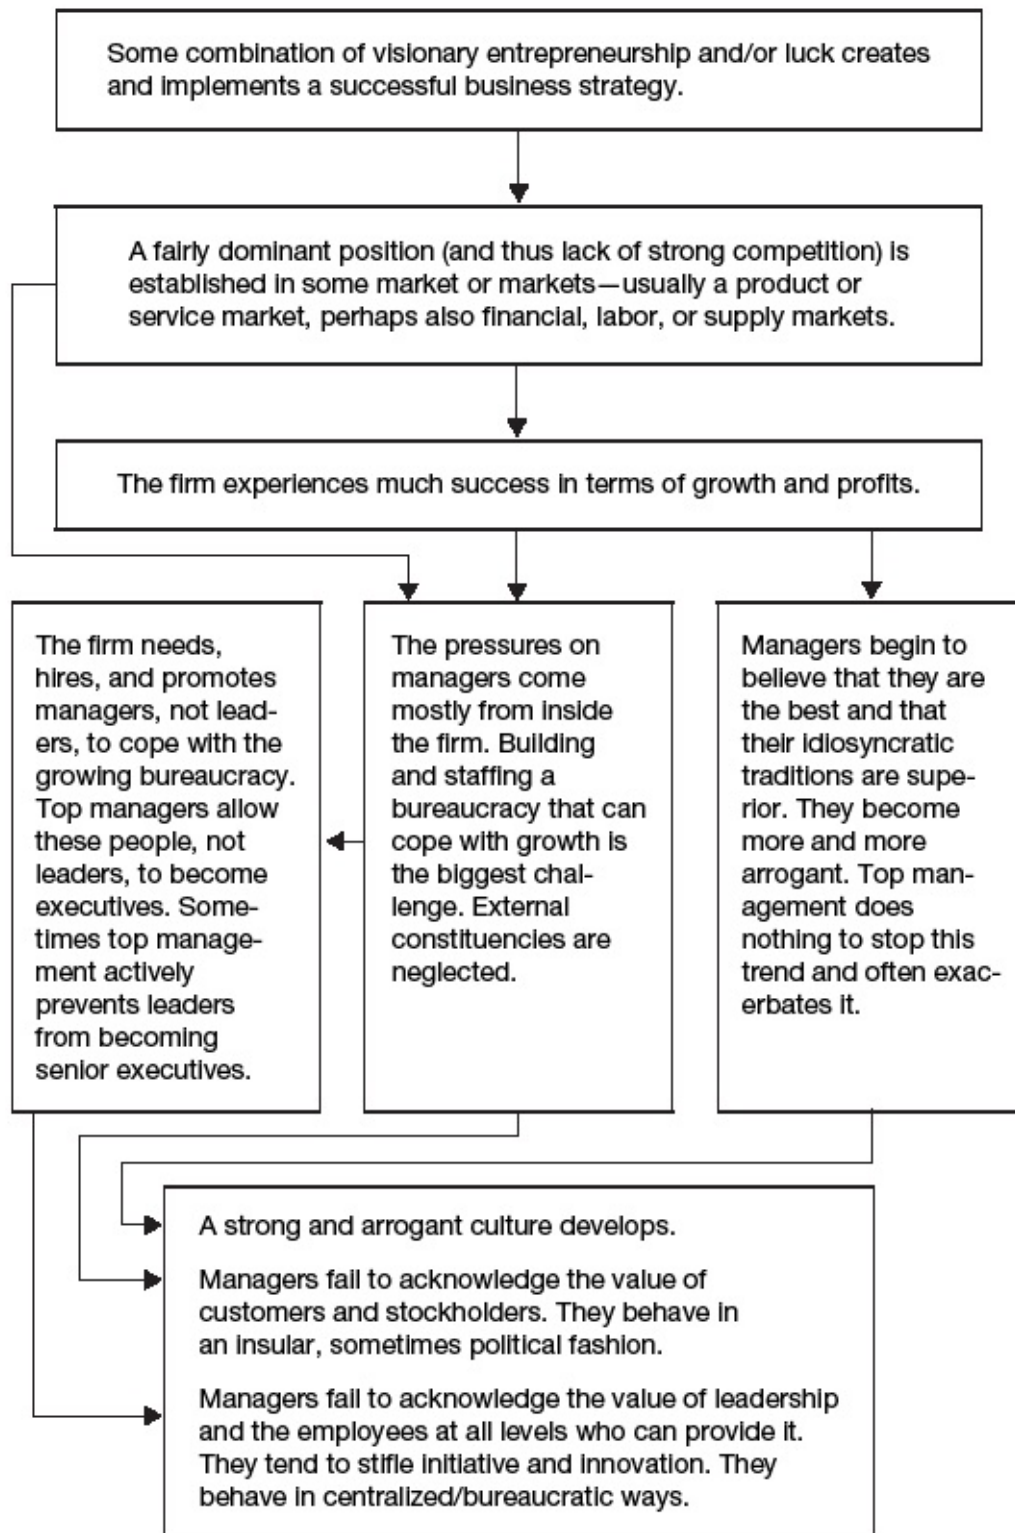 Some combination of visionary entrepreneurship and/or luck creates
and implements a successful business strategy.
A fairly dominant position (and thus lack of strong competition) is
established in some market or markets—usually a product or
service market, perhaps also financial, labor, or supply markets.
The firm experiences much success in terms of growth and profits.
The firm needs,
hires, and promotes
managers, not lead-
ers, to cope with the
growing bureaucracy.
Top managers allow
these people, not
leaders, to become
executives. Some-
times top manage-
ment actively
prevents leaders
from becoming
senior executives.
The pressures on
managers come
mostly from inside
the firm. Building
and staffing a
bureaucracy that can
cope with growth is
the biggest chal-
lenge. External
constituencies are
neglected.
Managers begin to
believe that they are
the best and that
their idiosyncratic
traditions are supe-
rior. They become
more and more
arrogant. Top man-
agement does
nothing to stop this
trend and often exac-
erbates it.
A strong and arrogant culture develops.
Managers fail to acknowledge the value of
customers and stockholders. They behave in
an insular, sometimes political fashion.
Managers fail to acknowledge the value of leadership
and the employees at all levels who can provide it.
They tend to stifle initiative and innovation. They
behave in centralized/bureaucratic ways.